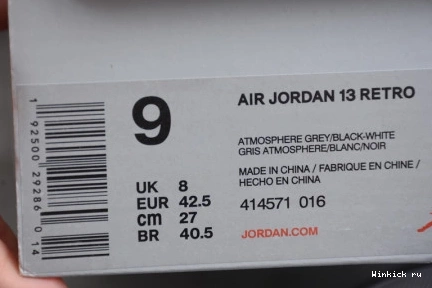 AIR JORDAN 13 RETRO
9
ATMOSPHERE GREY/BLACK-WHITE
GRIS ATMOSPHERE/BLANC/NOIR
MADE IN CHINA / FABRIQUE EN CHINE /
HECHO EN CHINA
UK 8
EUR 42.5
cm 27
BR 40.5
414571 016
JORDAN.COM
1 92500 29286 0 14
Winkick ru